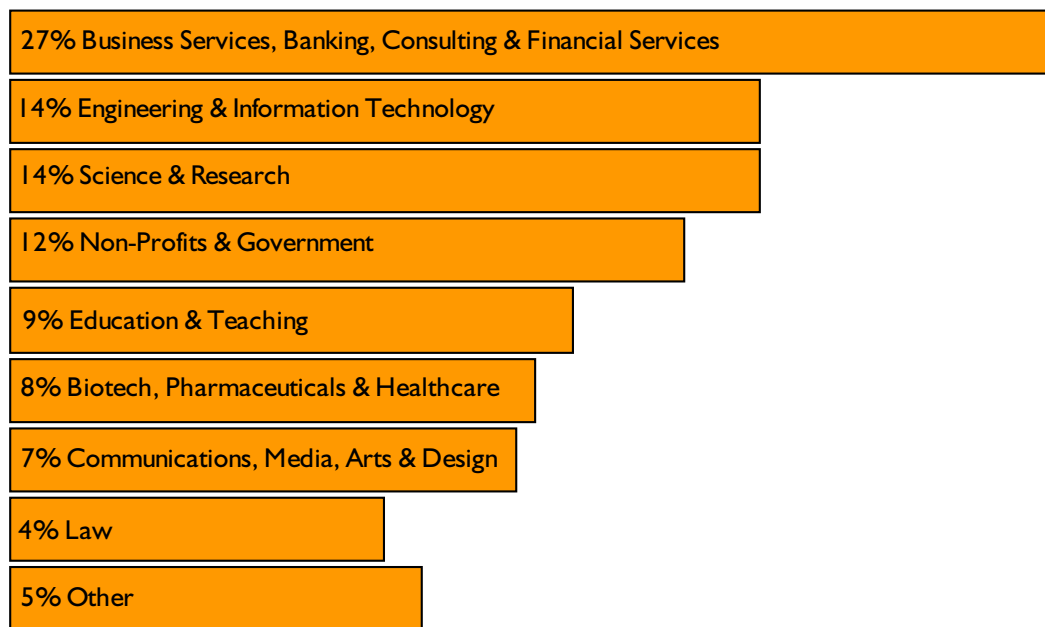 27% Business Services, Banking, Consulting & Financial Services
14% Engineering & Information Technology
14% Science & Research
12% Non-Profits & Government
9% Education & Teaching
8% Biotech, Pharmaceuticals & Healthcare
7% Communications, Media, Arts & Design
4% Law
5% Other